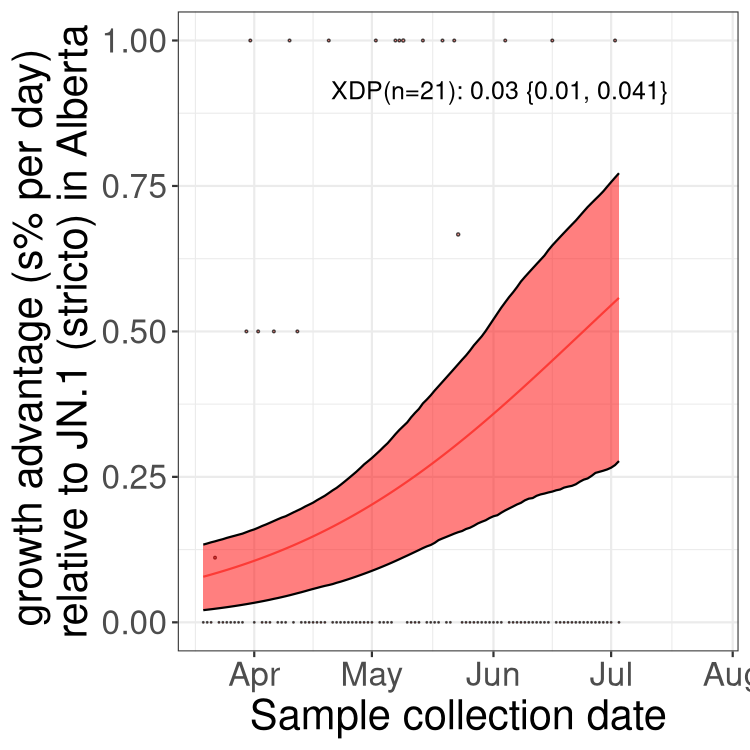 growth advantage (s% per day)
relative to JN.1 (stricto) in Alberta
1.00
0.75
0.50
0.25
0.00
XDP(n=21): 0.03 {0.01, 0.041}
Apr May Jun Jul Aug
Sample collection date